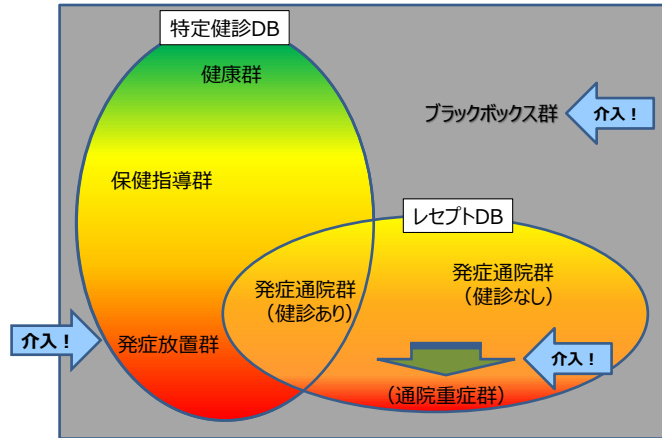 特定健診DB
健康群
ブラックボックス群
介入！
保健指導群
レセプトDB
発症通院群
（健診あり）
発症通院群
（健診なし）
介入！
発症放置群
介入！
（通院重症群）